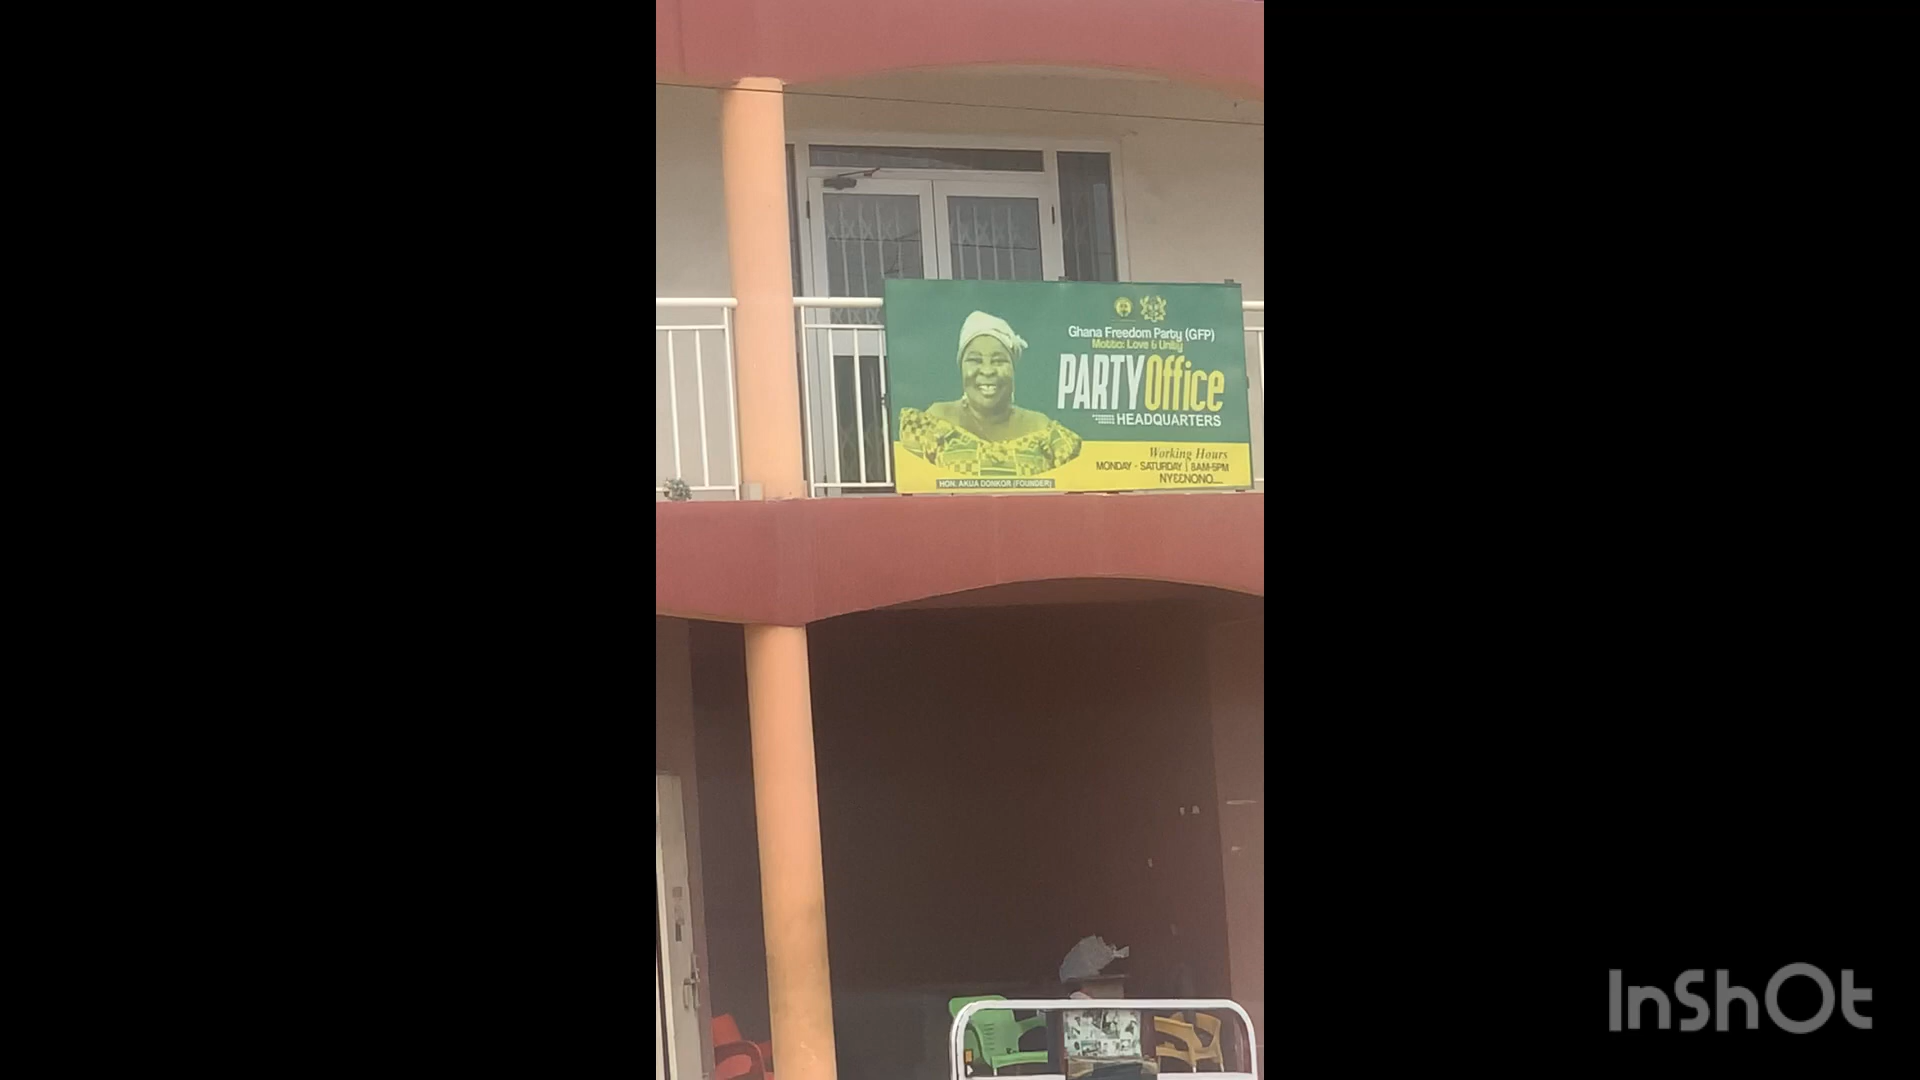 Ghana Freedom Party (GFP)
Motto: Love & Unity
PARTY Office
HEADQUARTERS
Working Hours
MONDAY - SATURDAY | 8AM-5PM
NYƐƐNONO....
HON. AKUA DONKOR (FOUNDER)
InShOt